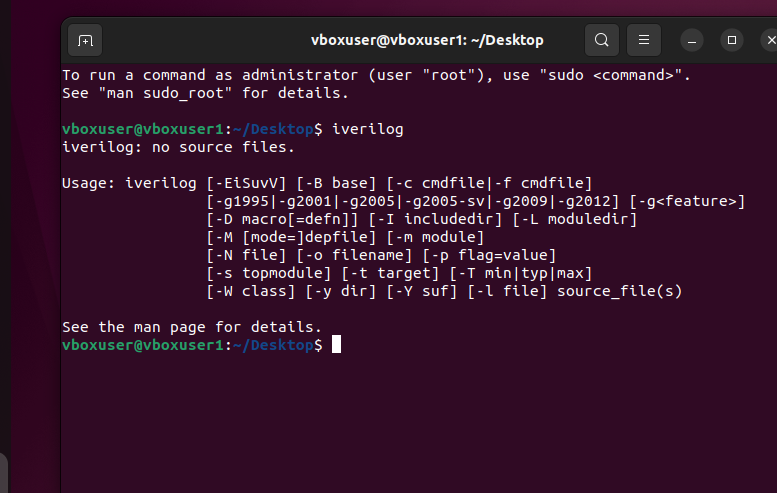 vboxuser@vboxuser1: ~/Desktop
To run a command as administrator (user "root"), use "sudo <command>".
See "man sudo_root" for details.
vboxuser@vboxuser1:~/Desktop$ iverilog
iverilog: no source files.
Usage: iverilog [-EiSuvV] [-B base] [-c cmdfile|-f cmdfile]
[-g1995|-g2001|-g2005|-g2005-sv|-g2009|-g2012] [-g<feature>]
[-D macro[=defn]] [-I includedir] [-L moduledir]
[-M [mode=]depfile] [-m module]
[-N file] [-o filename] [-p flag=value]
[-s topmodule] [-t target] [-T min|typ|max]
[-W class] [-y dir] [-Y suf] [-l file] source_file(s)
See the man page for details.
vboxuser@vboxuser1:~/Desktop$